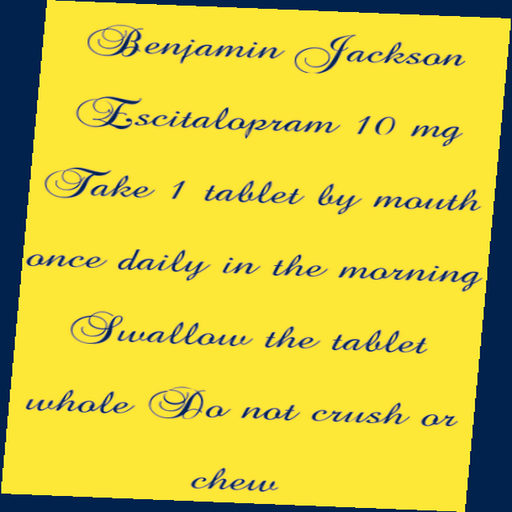 Benjamin Jackson
Escitalopram 10 mg
Take 1 tablet by mouth
once daily in the morning
Swallow the tablet
whole Do not crush or
chew